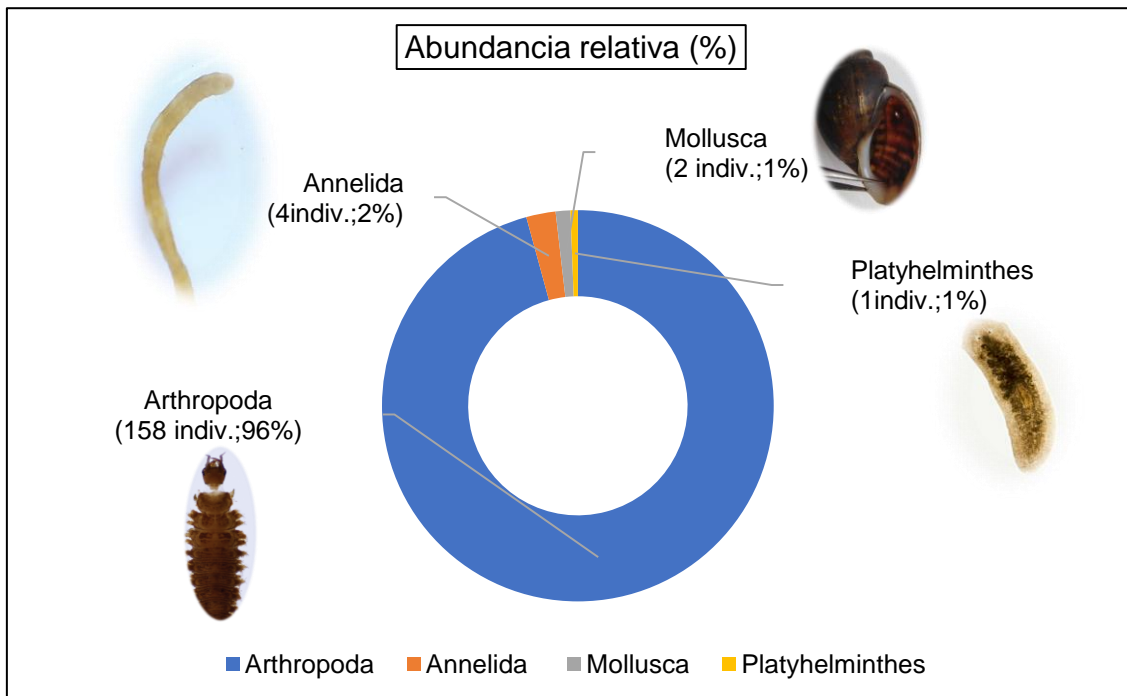 Abundancia relativa (%)
Mollusca
(2 indiv.;1%)
Annelida
(4indiv.;2%)
Platyhelminthes
(1indiv.;1%)
Arthropoda
(158 indiv.;96%)
Arthropoda Annelida Mollusca Platyhelminthes